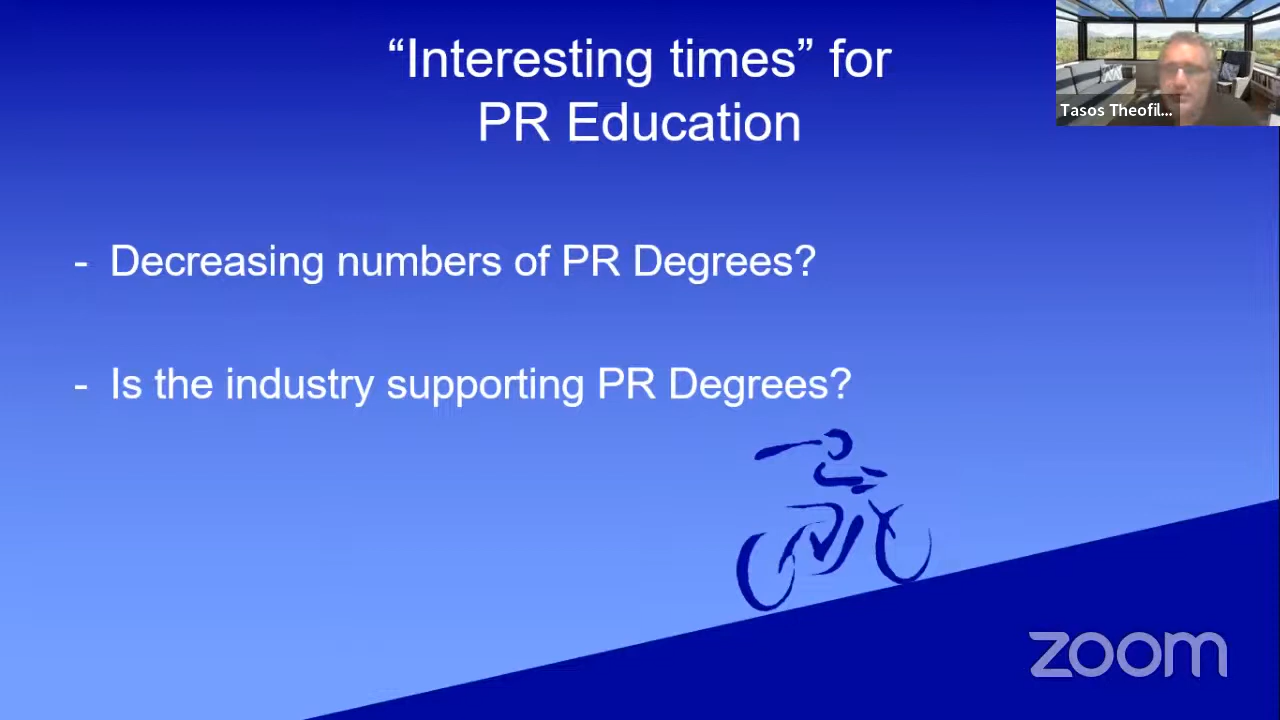 “Interesting times” for
PR Education
Tasos Theofil...
- Decreasing numbers of PR Degrees?
- Is the industry supporting PR Degrees?
zoom